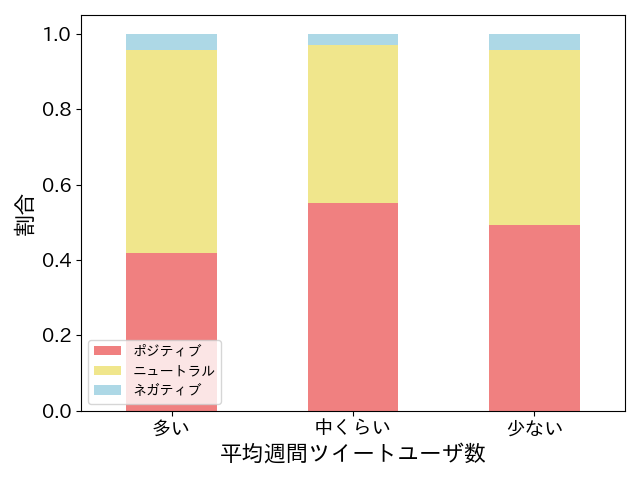 割合
1.0
0.8
0.6
0.4
0.2
0.0
ポジティブ
ニュートラル
ネガティブ
多い
中くらい
少ない
平均週間ツイートユーザ数